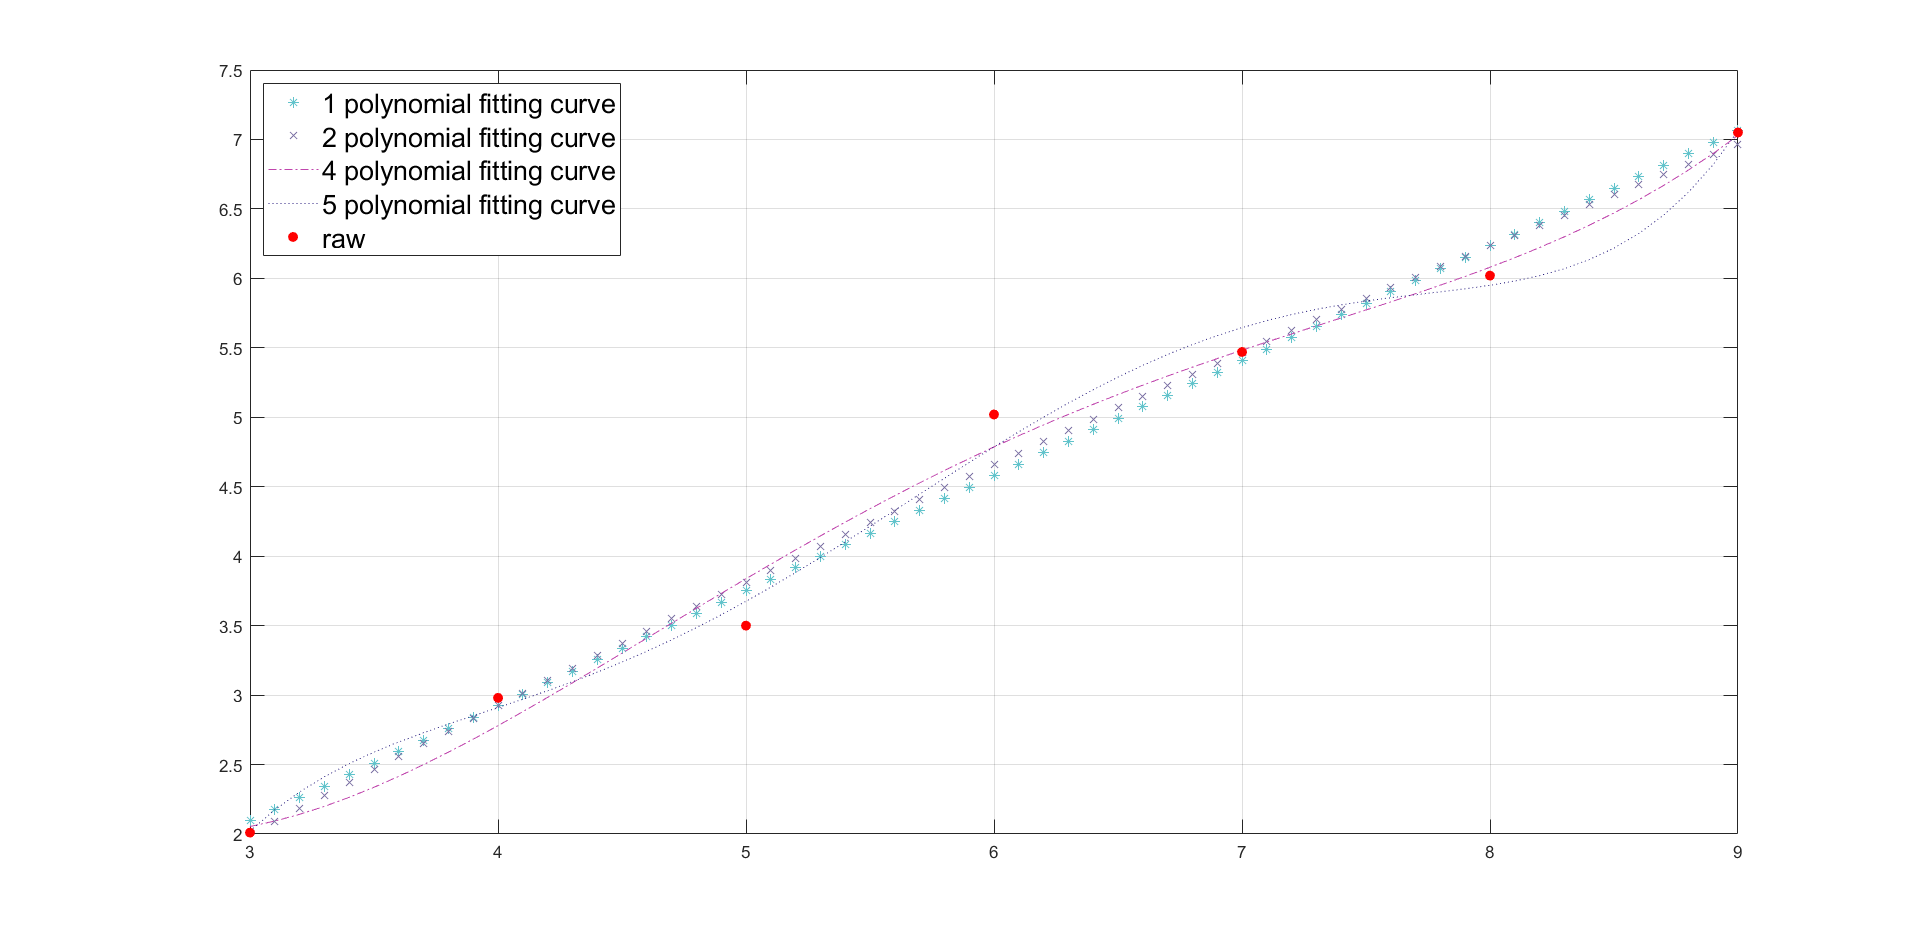 7.5
7
6.5
6
5.5
5
4.5
4
3.5
3
2.5
2
1 polynomial fitting curve
2 polynomial fitting curve
4 polynomial fitting curve
5 polynomial fitting curve
raw
3 4 5 6 7 8 9